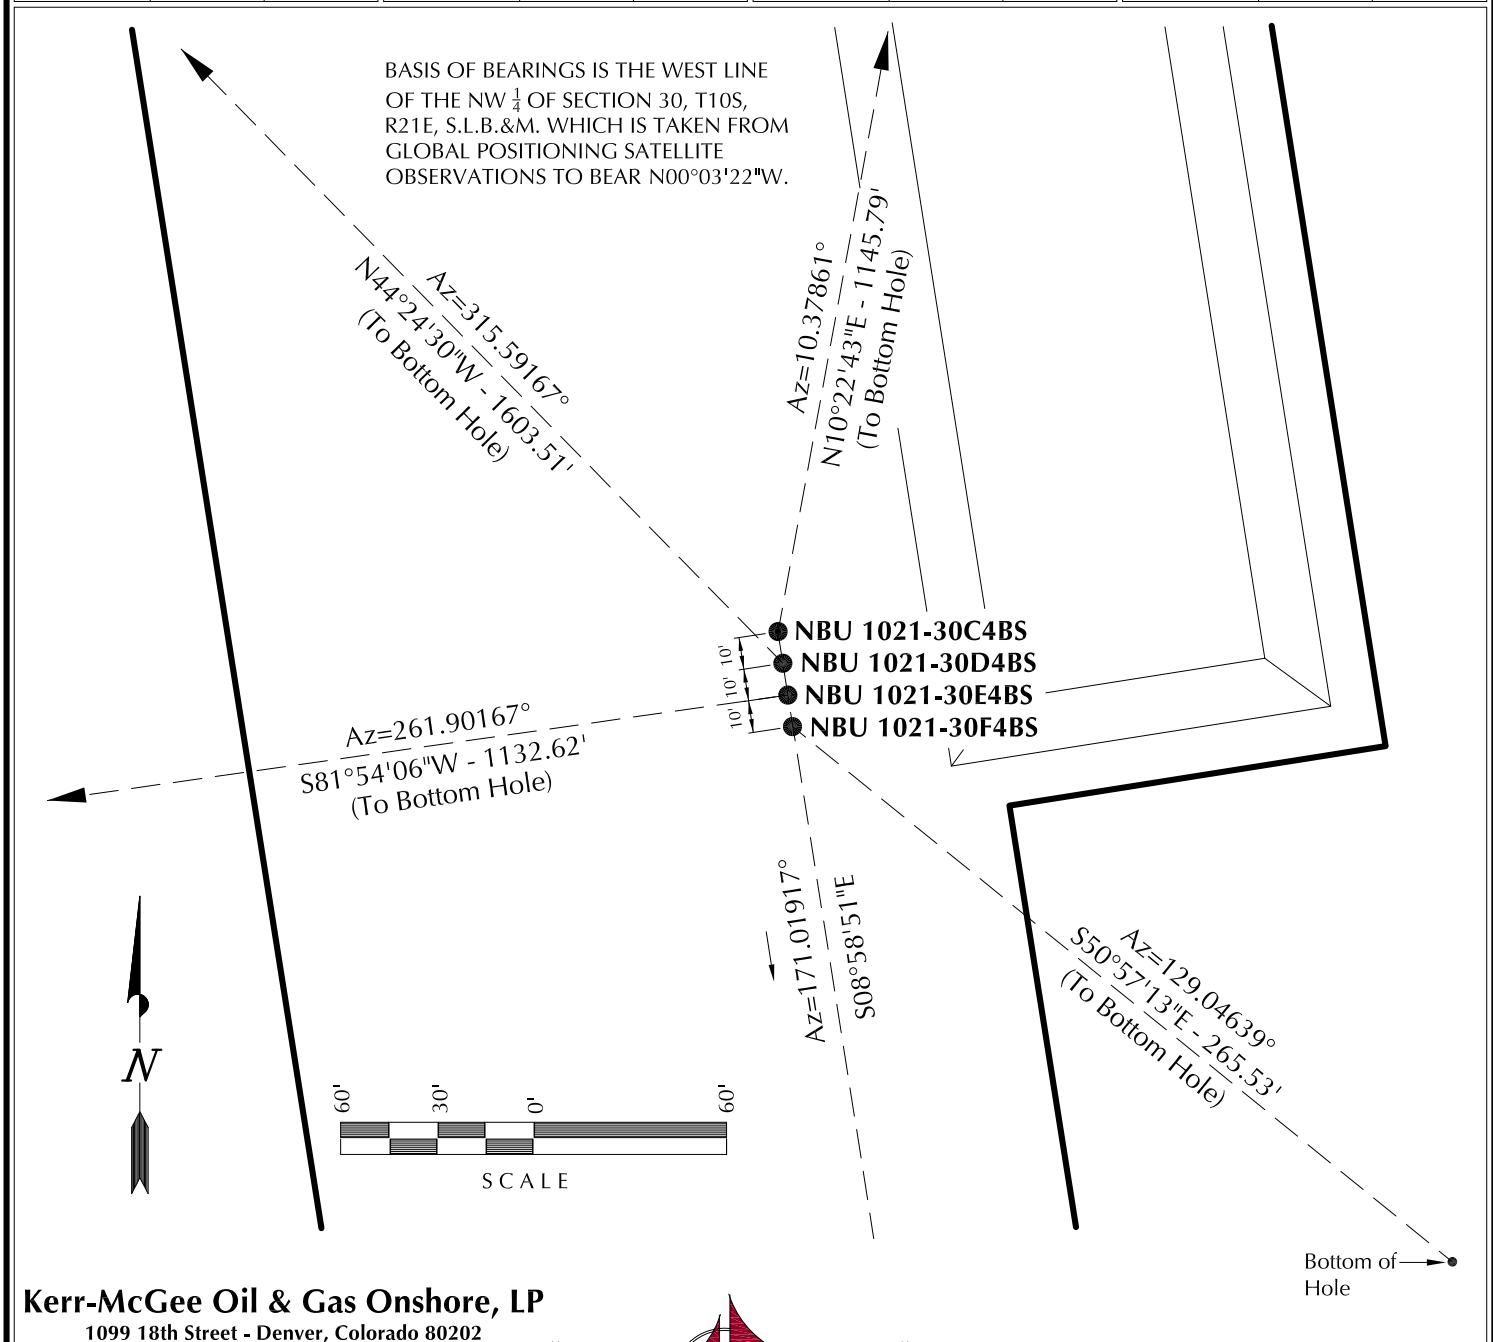 BASIS OF BEARINGS IS THE WEST LINE
OF THE NW 1/4 OF SECTION 30, T10S,
R21E, S.L.B.&M. WHICH IS TAKEN FROM
GLOBAL POSITIONING SATELLITE
OBSERVATIONS TO BEAR N00°03'22"W.
Az=315.59167°
N44°24'30"W - 1603.51'
(To Bottom Hole)
Az=10.37861°
N10°22'43"E - 1145.79'
(To Bottom Hole)
NBU 1021-30C4BS
NBU 1021-30D4BS
NBU 1021-30E4BS
NBU 1021-30F4BS
10'
10'
10'
Az=261.90167°
S81°54'06"W - 1132.62'
(To Bottom Hole)
Az=171.01917°
S08°58'51"E
Az=129.04639°
S50°57'13"E - 265.53'
(To Bottom Hole)
N
60' 30' 0' 60'
SCALE
Bottom of
Hole
Kerr-McGee Oil & Gas Onshore, LP
1099 18th Street - Denver, Colorado 80202